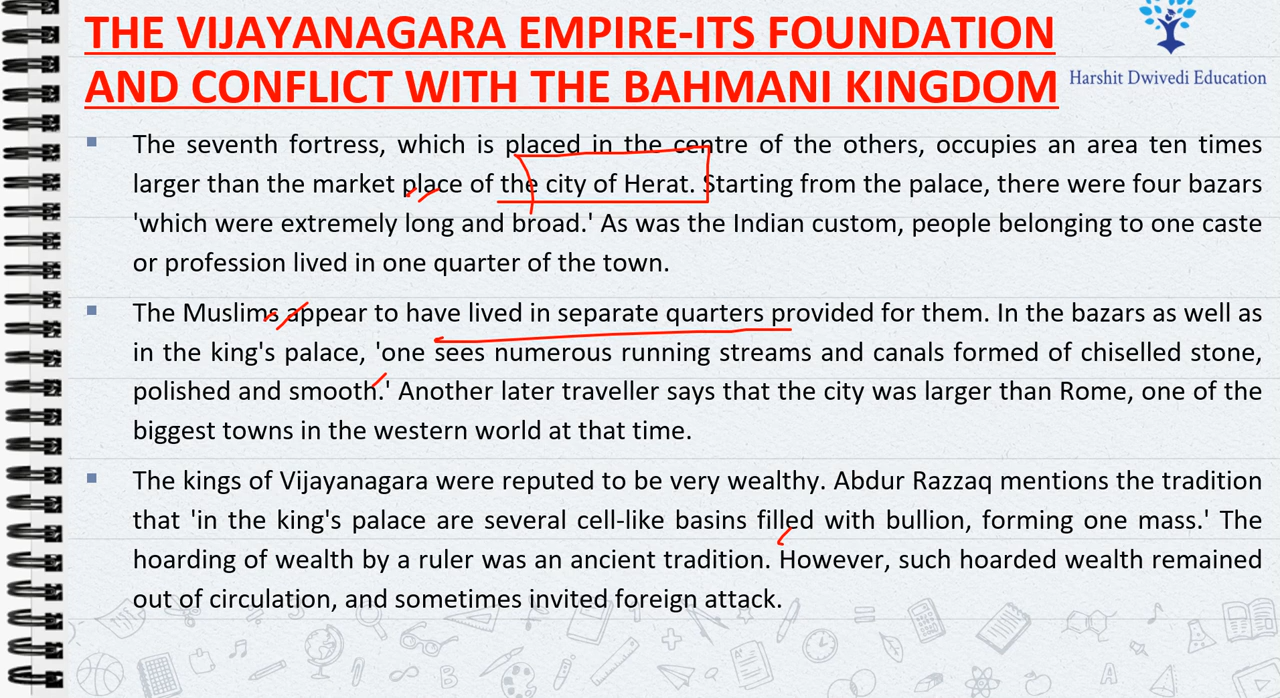 THE VIJAYANAGARA EMPIRE-ITS FOUNDATION
AND CONFLICT WITH THE BAHMANI KINGDOM
Harshit Dwivedi Education
▪ The seventh fortress, which is placed in the centre of the others, occupies an area ten times
larger than the market place of the city of Herat. Starting from the palace, there were four bazars
'which were extremely long and broad.' As was the Indian custom, people belonging to one caste
or profession lived in one quarter of the town.
▪ The Muslims appear to have lived in separate quarters provided for them. In the bazars as well as
in the king's palace, 'one sees numerous running streams and canals formed of chiselled stone,
polished and smooth.' Another later traveller says that the city was larger than Rome, one of the
biggest towns in the western world at that time.
▪ The kings of Vijayanagara were reputed to be very wealthy. Abdur Razzaq mentions the tradition
that 'in the king's palace are several cell-like basins filled with bullion, forming one mass.' The
hoarding of wealth by a ruler was an ancient tradition. However, such hoarded wealth remained
out of circulation, and sometimes invited foreign attack.